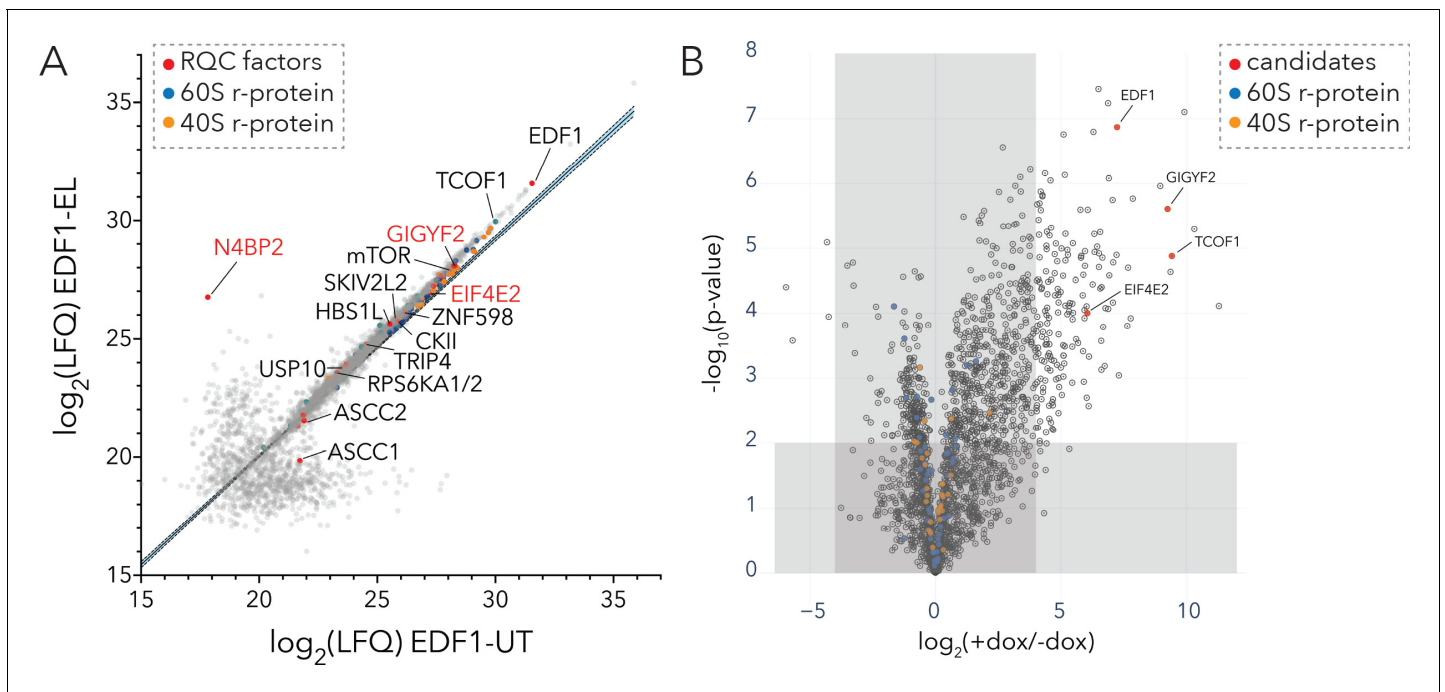 A
RQC factors
60S r-protein
40S r-protein
35
30
25
20
15
15
20
25
30
35
log2(LFQ) EDF1-EL
log2(LFQ) EDF1-UT
EDF1
TCOF1
GIGYF2
N4BP2
mTOR
SKIV2L2
EIF4E2
HBS1L
ZNF598
CKII
TRIP4
USP10
RPS6KA1/2
ASCC2
ASCC1
B
candidates
60S r-protein
40S r-protein
8
7
6
5
4
3
2
1
0
−5
0
5
10
-log10(p-value)
log2(+dox/-dox)
EDF1
GIGYF2
TCOF1
EIF4E2